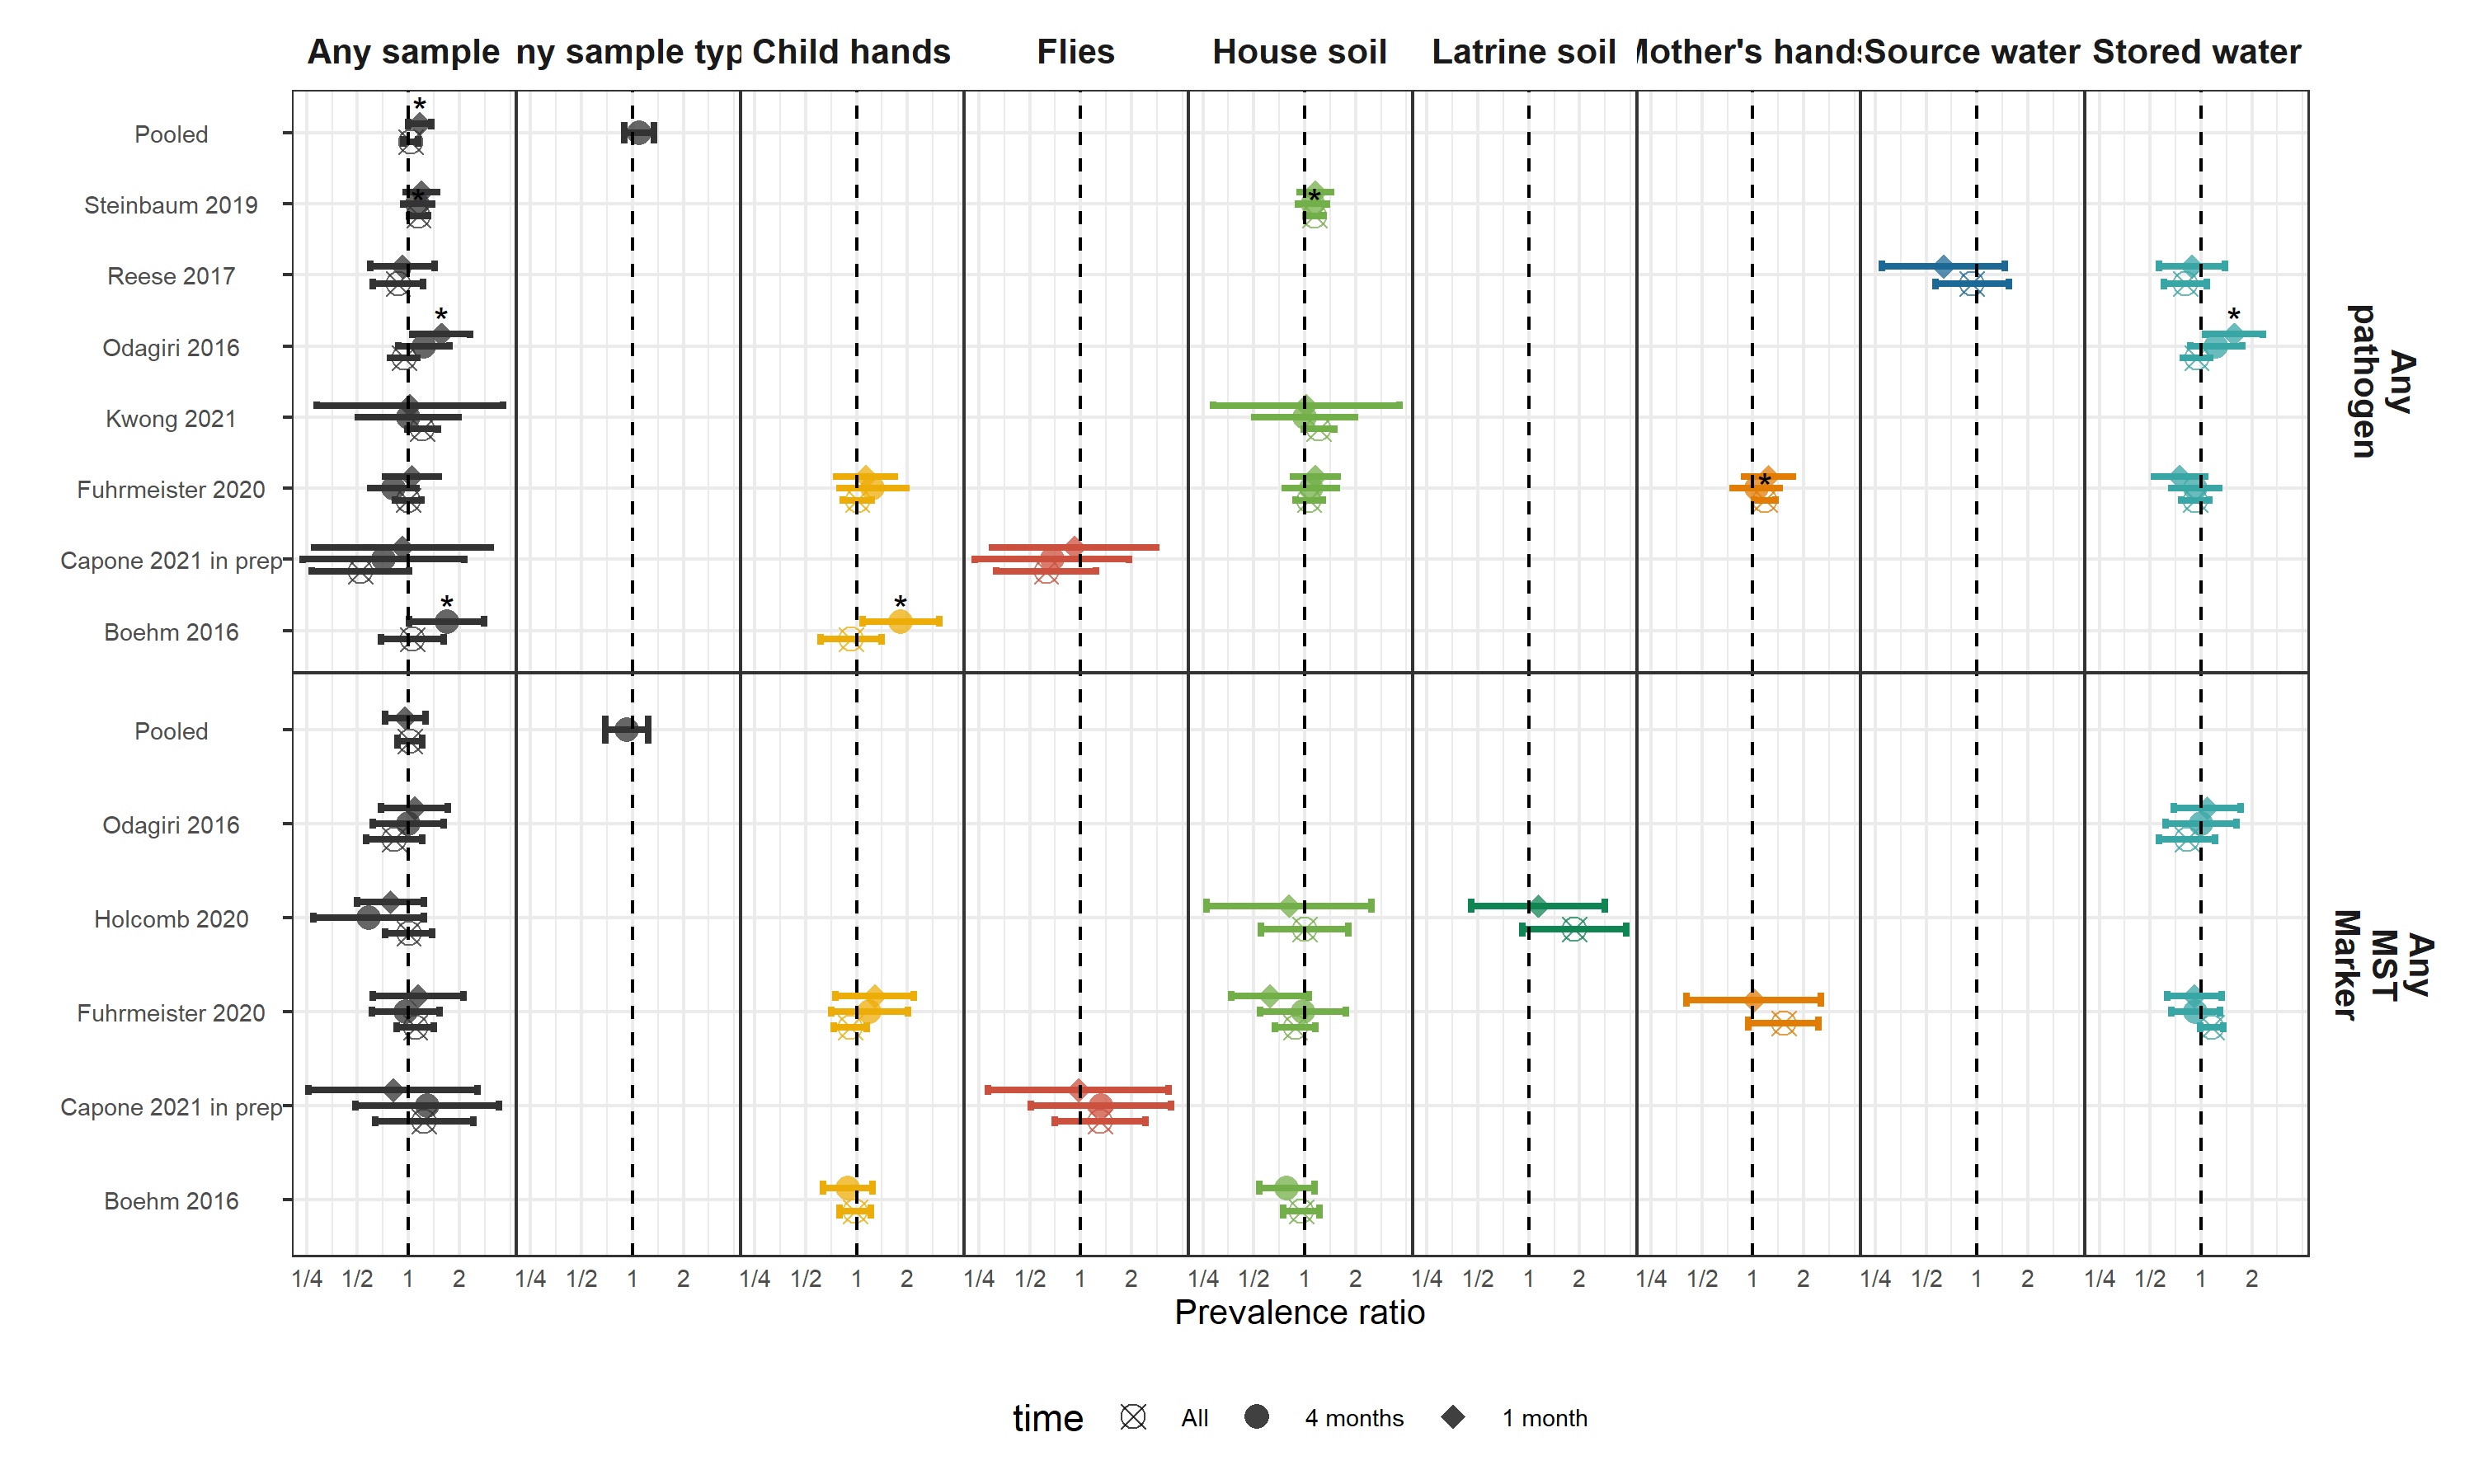 Any sample ny sample typ Child hands Flies House soil Latrine soil Mother's hands Source water Stored water
*
Pooled
Steinbaum 2019 * *
Reese 2017
* *
Odagiri 2016
Kwong 2021
Fuhrmeister 2020 *
Capone 2021 in prep
* *
Boehm 2016
Any
pathogen
Pooled
Odagiri 2016
Holcomb 2020
Fuhrmeister 2020
Capone 2021 in prep
Boehm 2016
Any
MST
Marker
1/4 1/2 1 2 1/4 1/2 1 2 1/4 1/2 1 2 1/4 1/2 1 2 1/4 1/2 1 2 1/4 1/2 1 2 1/4 1/2 1 2 1/4 1/2 1 2 1/4 1/2 1 2
Prevalence ratio
time All 4 months 1 month